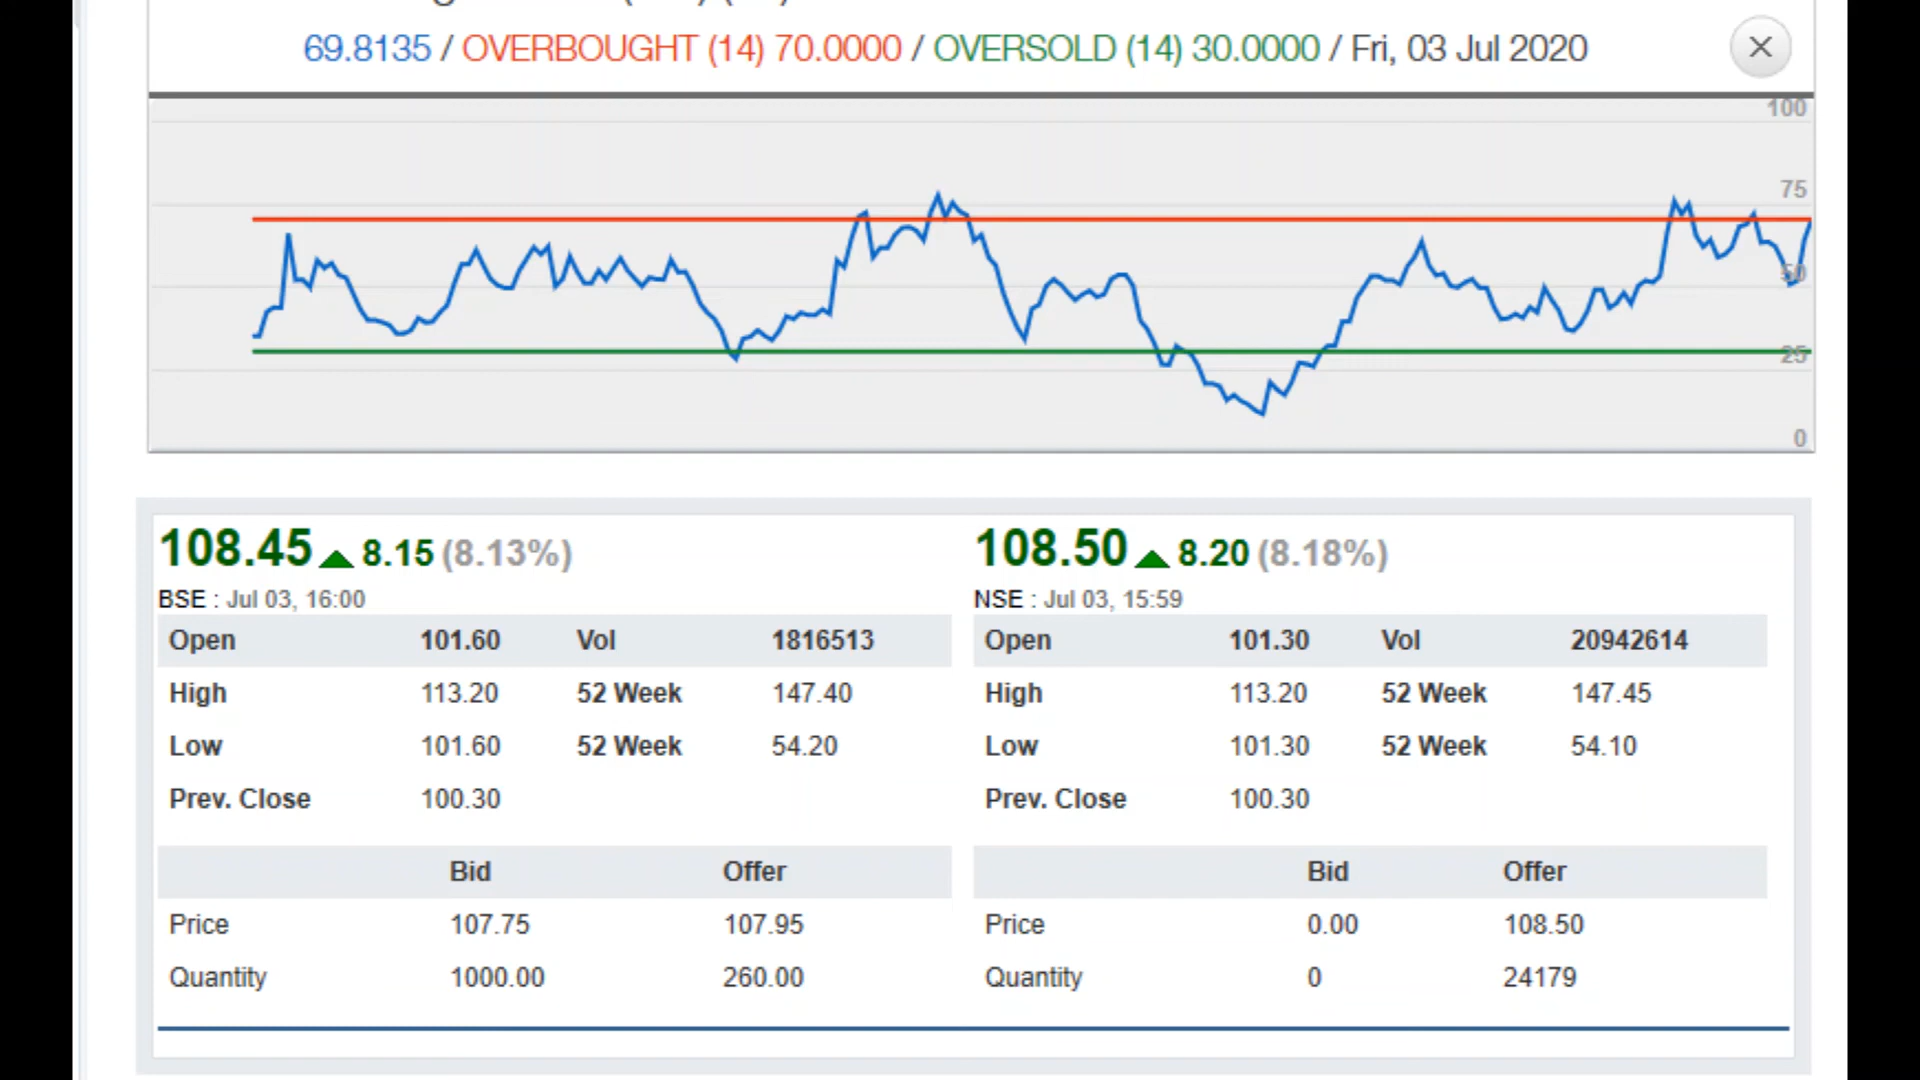 69.8135 / OVERBOUGHT (14) 70.0000 / OVERSOLD (14) 30.0000 / Fri, 03 Jul 2020
100
75
50
25
0
108.45 8.15 (8.13%)
BSE : Jul 03, 16:00
Open 101.60 Vol 1816513
High 113.20 52 Week 147.40
Low 101.60 52 Week 54.20
Prev. Close 100.30
Bid Offer
Price 107.75 107.95
Quantity 1000.00 260.00
108.50 8.20 (8.18%)
NSE : Jul 03, 15:59
Open 101.30 Vol 20942614
High 113.20 52 Week 147.45
Low 101.30 52 Week 54.10
Prev. Close 100.30
Bid Offer
Price 0.00 108.50
Quantity 0 24179